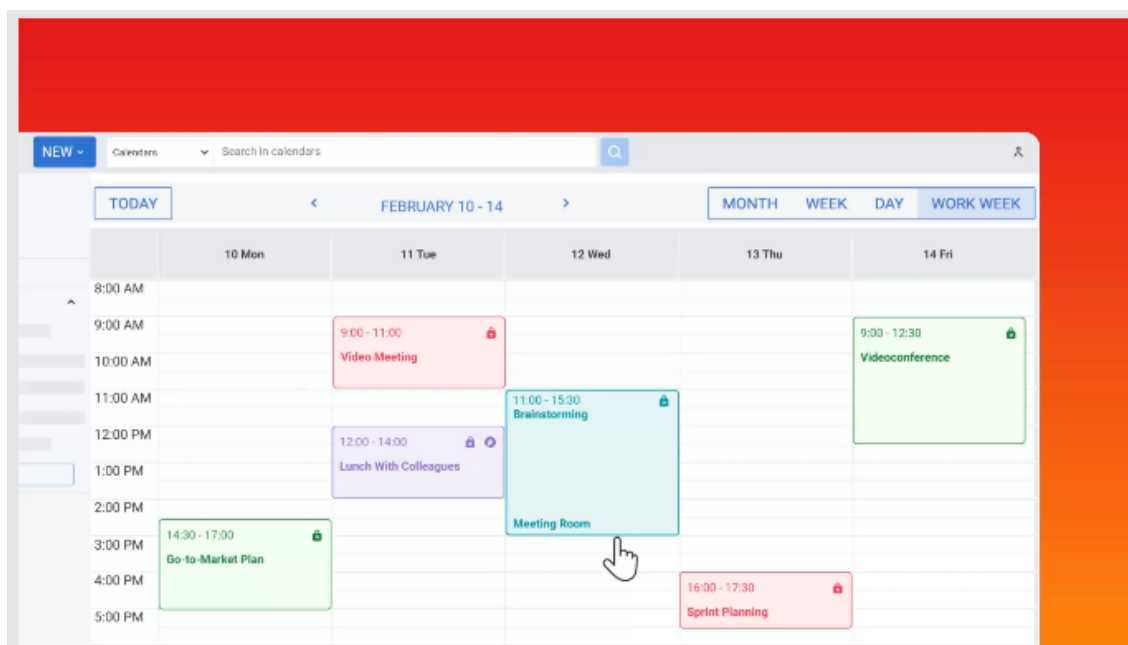 NEW
Calendars
Search in calendars
TODAY
FEBRUARY 10 - 14
MONTH WEEK DAY WORK WEEK
10 Mon 11 Tue 12 Wed 13 Thu 14 Fri
8:00 AM
9:00 AM
10:00 AM
11:00 AM
12:00 PM
1:00 PM
2:00 PM
3:00 PM
4:00 PM
5:00 PM
14:30 - 17:00
Go-to-Market Plan
9:00 - 11:00
Video Meeting
12:00 - 14:00
Lunch With Colleagues
11:00 - 15:30
Brainstorming
Meeting Room
16:00 - 17:30
Sprint Planning
9:00 - 12:30
Videoconference